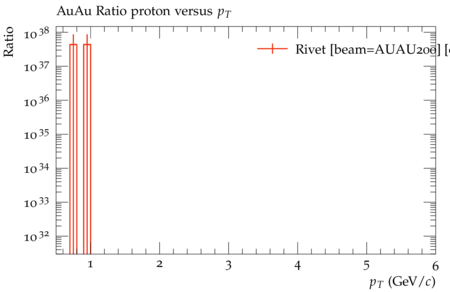 AuAu Ratio proton versus p_T
Ratio
Rivet [beam=AUAU200] [
10^38
10^37
10^36
10^35
10^34
10^33
10^32
1 2 3 4 5 6
p_T (GeV/c)